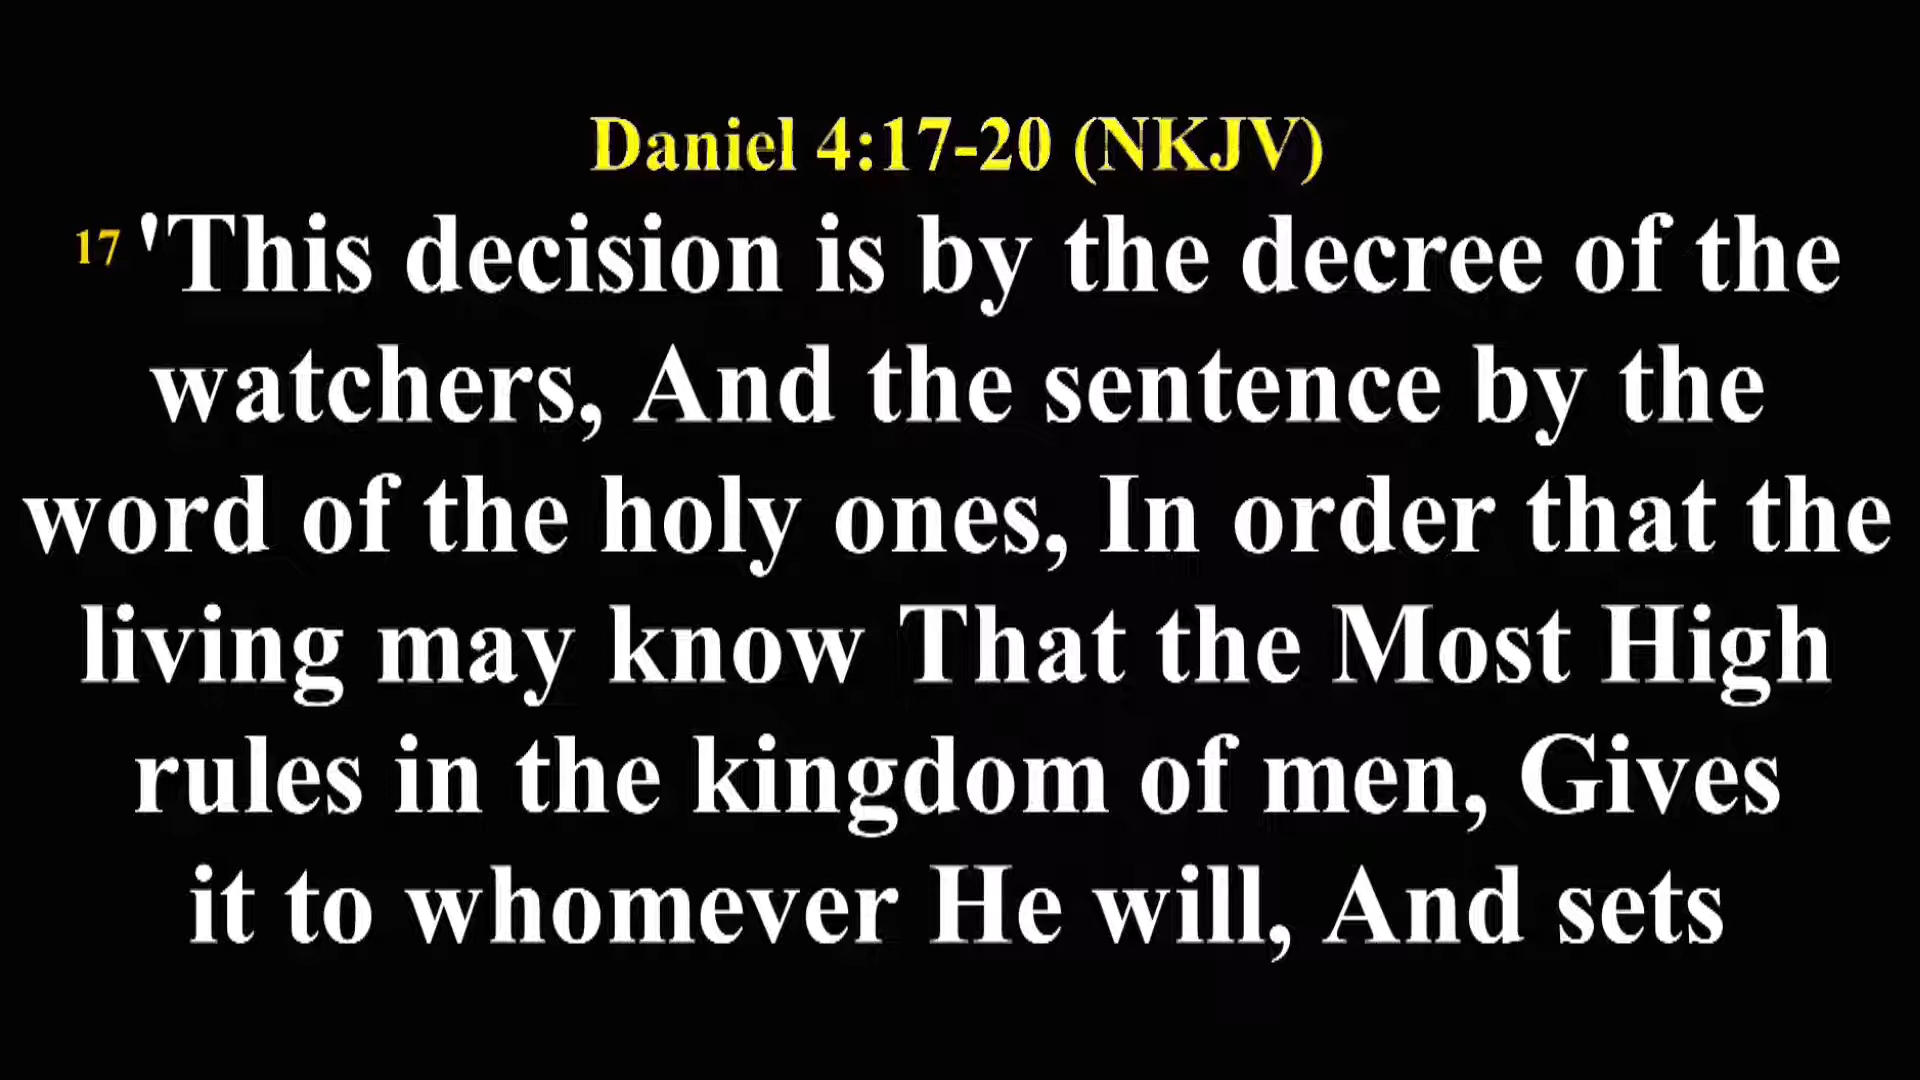 Daniel 4:17-20 (NKJV)
17 'This decision is by the decree of the
watchers, And the sentence by the
word of the holy ones, In order that the
living may know That the Most High
rules in the kingdom of men, Gives
it to whomever He will, And sets